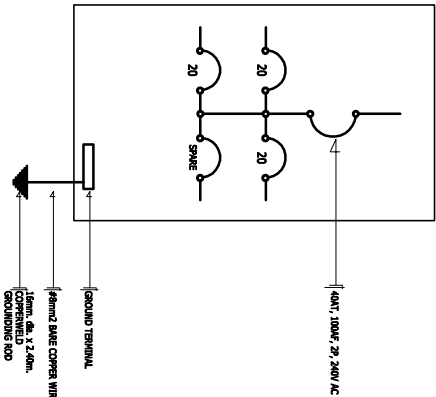 20
20
20
SPARE
40AT, 100AF, 2P, 240V AC
GROUND TERMINAL
#8mm2 BARE COPPER WIR
16mm. dia. x 2.40m.
COPPERWELD
GROUNDING ROD